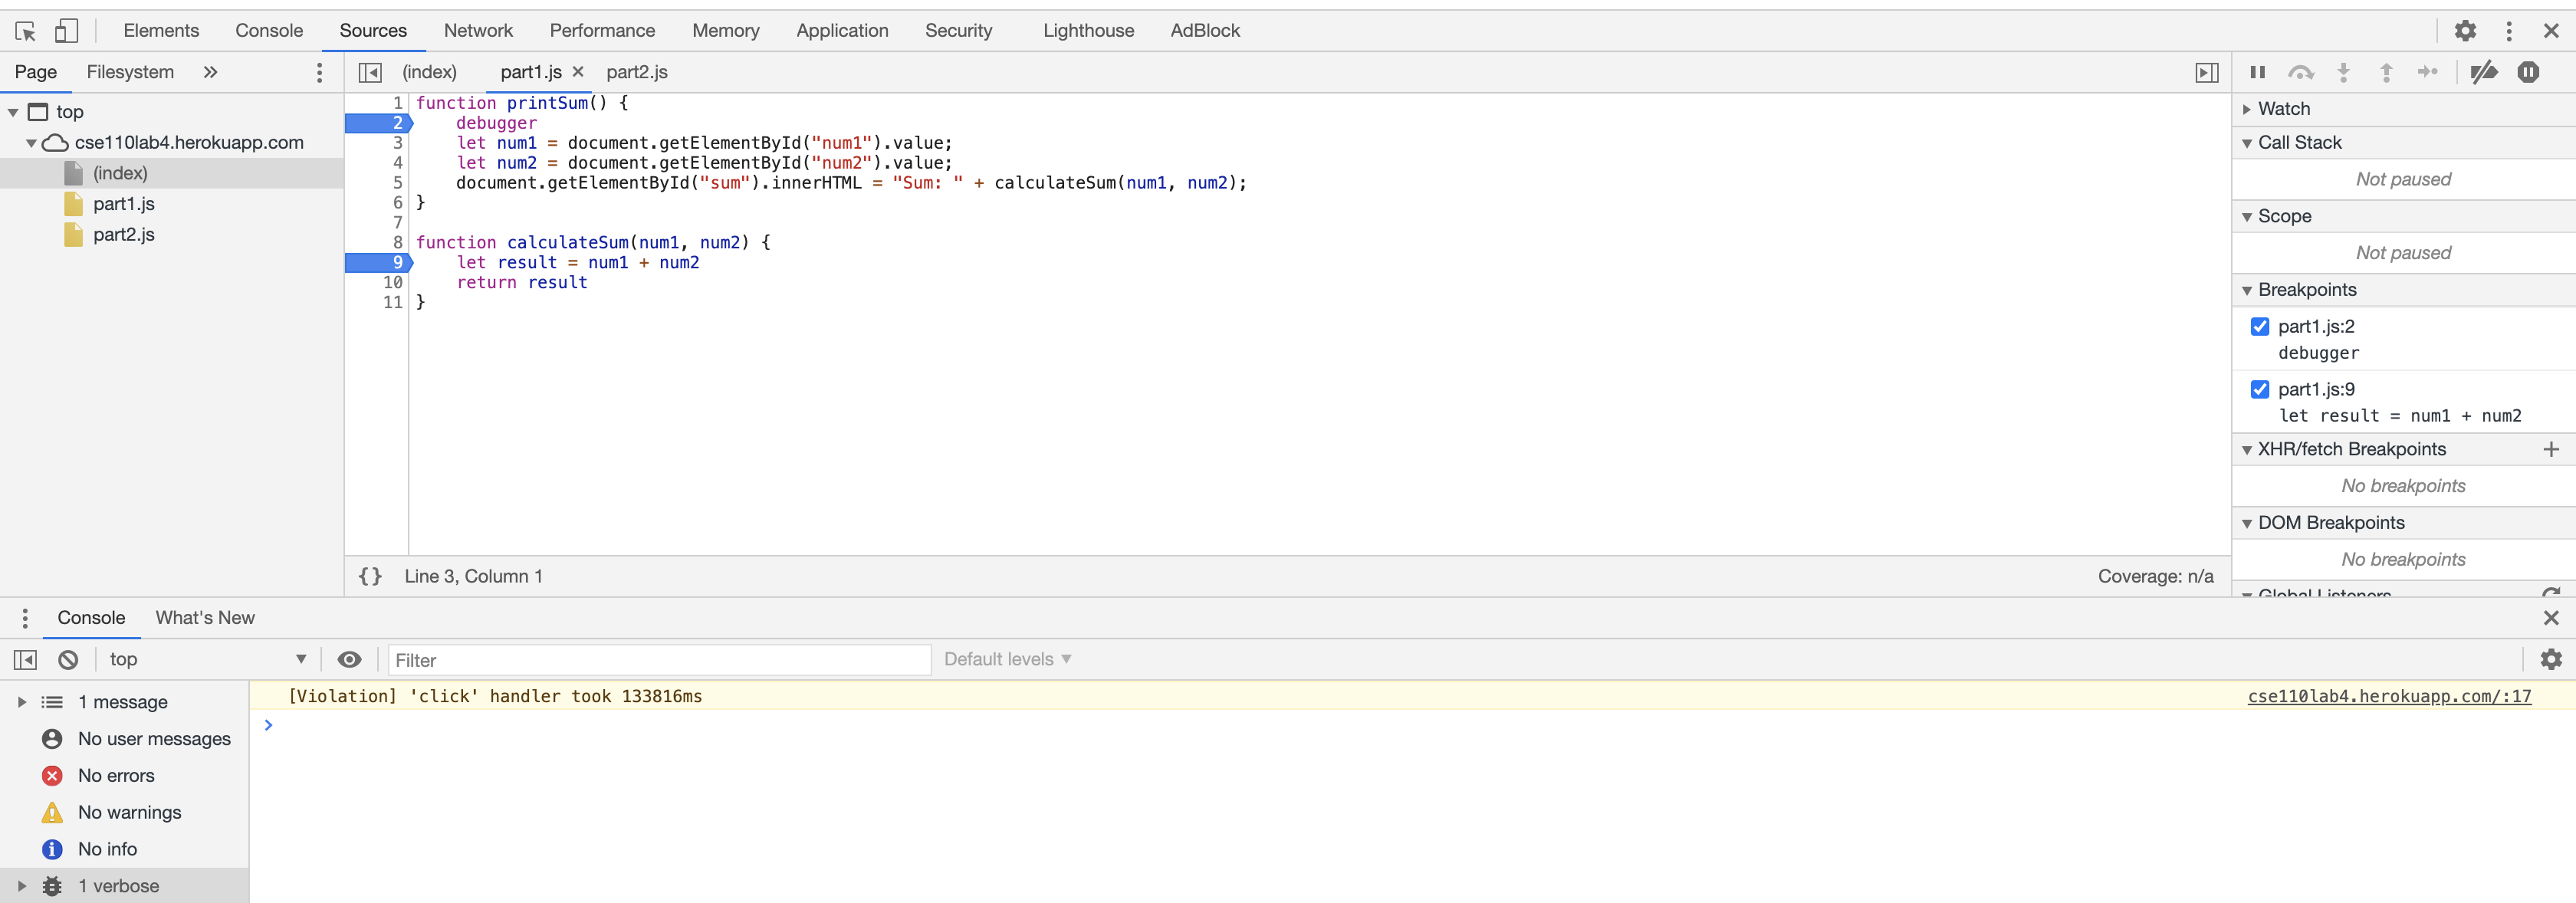 Elements Console Sources Network Performance Memory Application Security Lighthouse AdBlock
Page Filesystem »
(index) part1.js × part2.js
top
cse110lab4.herokuapp.com
(index)
part1.js
part2.js
1 function printSum() {
2     debugger
3     let num1 = document.getElementById("num1").value;
4     let num2 = document.getElementById("num2").value;
5     document.getElementById("sum").innerHTML = "Sum: " + calculateSum(num1, num2);
6 }
7
8 function calculateSum(num1, num2) {
9     let result = num1 + num2
10     return result
11 }
{} Line 3, Column 1 Coverage: n/a
Watch
Call Stack
Not paused
Scope
Not paused
Breakpoints
part1.js:2
debugger
part1.js:9
let result = num1 + num2
XHR/fetch Breakpoints +
No breakpoints
DOM Breakpoints
No breakpoints
Global Listeners
Console What's New
top Filter Default levels
1 message
No user messages
No errors
No warnings
No info
1 verbose
[Violation] 'click' handler took 133816ms cse110lab4.herokuapp.com/:17
>